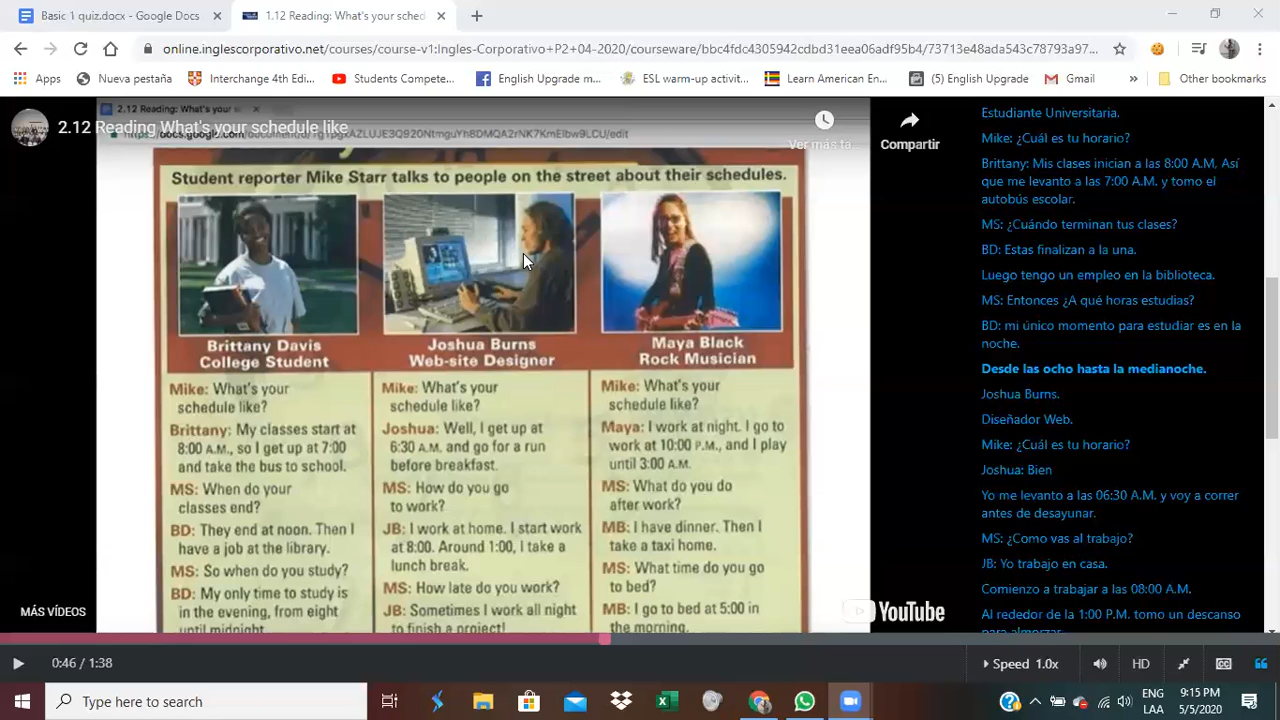 Basic 1 quiz.docx - Google Docs
1.12 Reading: What's your sched
online.inglescorporativo.net/courses/course-v1:Ingles-Corporativo+P2+04-2020/courseware/bbc4fdc4305942cdbd31eea06adf95b4/73713e48ada543c78793a97...
Apps
Nueva pestaña
Interchange 4th Edi...
Students Compete...
English Upgrade m...
ESL warm-up activit...
Learn American En...
(5) English Upgrade
Gmail
»
Other bookmarks
2.12 Reading: What's your s
2.12 Reading What's your schedule like
Ver más ta
Compartir
Student reporter Mike Starr talks to people on the street about their schedules.
Brittany Davis
College Student
Mike: What's your
schedule like?
Brittany: My classes start at
8:00 A.M., so I get up at 7:00
and take the bus to school.
MS: When do your
classes end?
BD: They end at noon. Then I
have a job at the library.
MS: So when do you study?
BD: My only time to study is
in the evening, from eight
until midnight.
Joshua Burns
Web-site Designer
Mike: What's your
schedule like?
Joshua: Well, I get up at
6:30 A.M. and go for a run
before breakfast.
MS: How do you go
to work?
JB: I work at home. I start work
at 8:00. Around 1:00, I take a
lunch break.
MS: How late do you work?
JB: Sometimes I work all night
to finish a project!
Maya Black
Rock Musician
Mike: What's your
schedule like?
Maya: I work at night. I go to
work at 10:00 P.M., and I play
until 3:00 A.M.
MS: What do you do
after work?
MB: I have dinner. Then I
take a taxi home.
MS: What time do you go
to bed?
MB: I go to bed at 5:00 in
the morning.
MÁS VÍDEOS
YouTube
Estudiante Universitaria.
Mike: ¿Cuál es tu horario?
Brittany: Mis clases inician a las 8:00 A.M, Así
que me levanto a las 7:00 A.M. y tomo el
autobús escolar.
MS: ¿Cuándo terminan tus clases?
BD: Estas finalizan a la una.
Luego tengo un empleo en la biblioteca.
MS: Entonces ¿A qué horas estudias?
BD: mi único momento para estudiar es en la
noche.
Desde las ocho hasta la medianoche.
Joshua Burns.
Diseñador Web.
Mike: ¿Cuál es tu horario?
Joshua: Bien
Yo me levanto a las 06:30 A.M. y voy a correr
antes de desayunar.
MS: ¿Como vas al trabajo?
JB: Yo trabajo en casa.
Comienzo a trabajar a las 08:00 A.M.
Al rededor de la 1:00 P.M. tomo un descanso
para almorzar
0:46 / 1:38
Speed 1.0x
HD
Type here to search
ENG
LAA
9:15 PM
5/5/2020